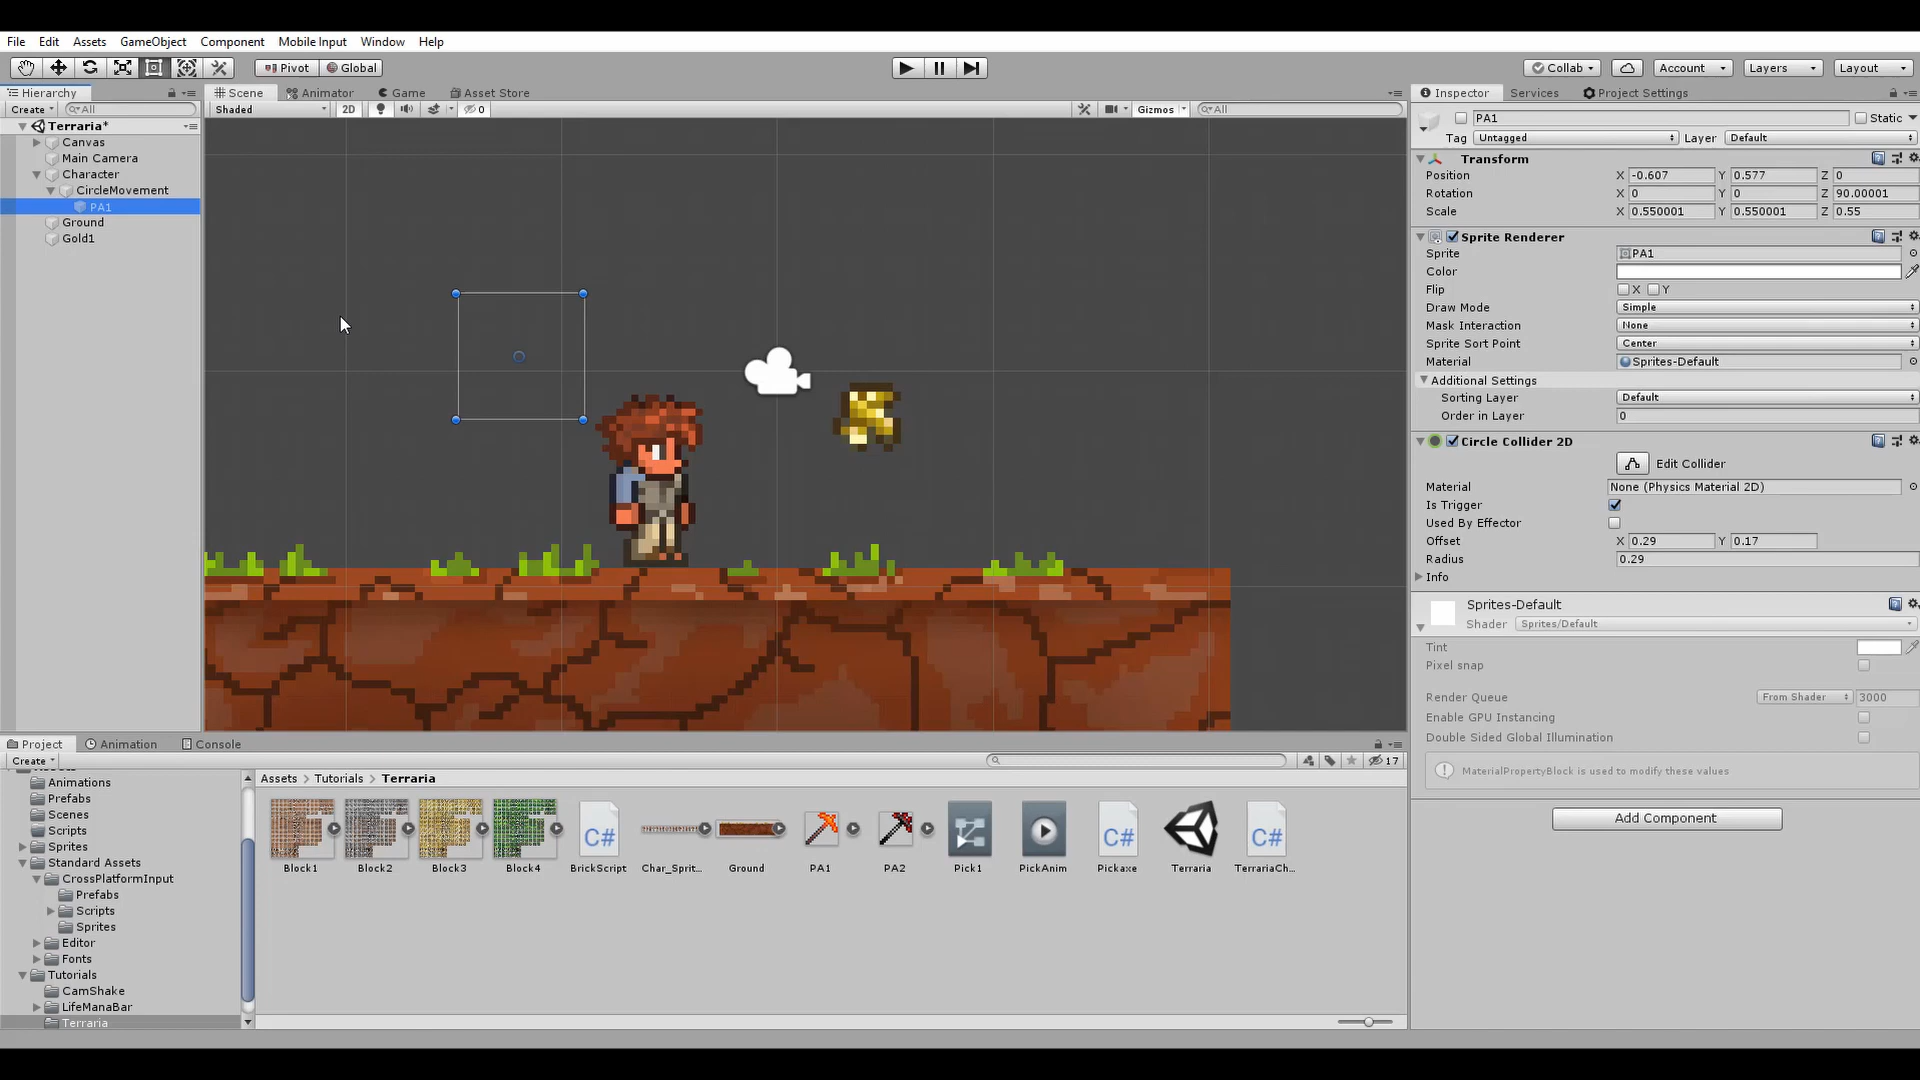 File Edit Assets GameObject Component Mobile Input Window Help
Pivot Global Collab Account Layers Layout
Hierarchy Scene Animator Game Asset Store Inspector Services Project Settings
Create All Shaded 2D 0 Gizmos All
PA1 Static
Terraria*
Tag Untagged Layer Default
Canvas
Main Camera
Character
CircleMovement
PA1
Ground
Gold1
Transform
Position X -0.607 Y 0.577 Z 0
Rotation X 0 Y 0 Z 90.00001
Scale X 0.550001 Y 0.550001 Z 0.55
Sprite Renderer
Sprite PA1
Color
Flip X Y
Draw Mode Simple
Mask Interaction None
Sprite Sort Point Center
Material Sprites-Default
Additional Settings
Sorting Layer Default
Order in Layer 0
Circle Collider 2D
Edit Collider
Material None (Physics Material 2D)
Is Trigger
Used By Effector
Offset X 0.29 Y 0.17
Radius 0.29
Info
Sprites-Default
Shader Sprites/Default
Tint
Pixel snap
Render Queue From Shader 3000
Enable GPU Instancing
Double Sided Global Illumination
MaterialPropertyBlock is used to modify these values
Add Component
Project Animation Console
Create 17
Animations
Prefabs
Scenes
Scripts
Sprites
Standard Assets
CrossPlatformInput
Prefabs
Scripts
Sprites
Editor
Fonts
Tutorials
CamShake
LifeManaBar
Terraria
Assets Tutorials Terraria
C# C# C#
Block1 Block2 Block3 Block4 BrickScript Char_Sprit... Ground PA1 PA2 Pick1 PickAnim Pickaxe Terraria TerrariaCh...